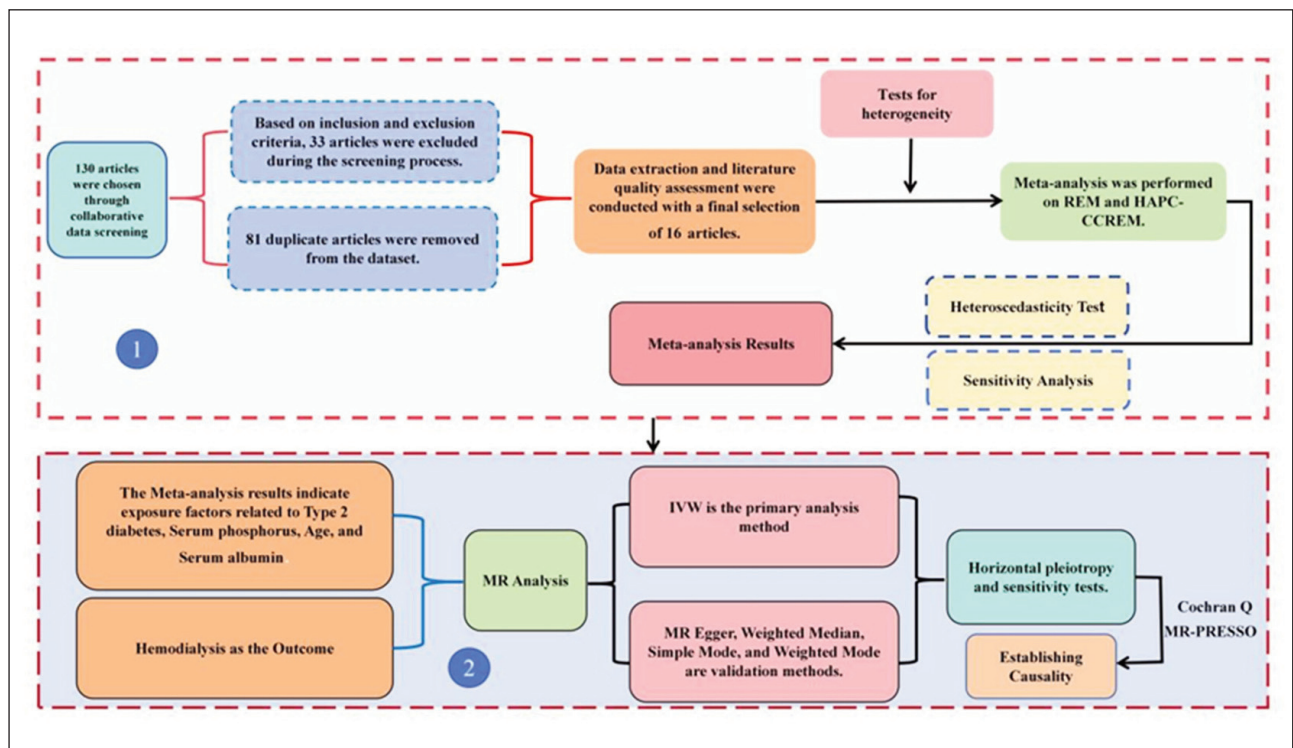 130 articles
were chosen
through
collaborative
data screening
Based on inclusion and exclusion
criteria, 33 articles were excluded
during the screening process.
81 duplicate articles were removed
from the dataset.
Data extraction and literature
quality assessment were
conducted with a final selection
of 16 articles.
Tests for
heterogeneity
Meta-analysis was performed
on REM and HAPC-
CCREM.
Heteroscedasticity Test
Sensitivity Analysis
Meta-analysis Results
1
The Meta-analysis results indicate
exposure factors related to Type 2
diabetes, Serum phosphorus, Age, and
Serum albumin.
Hemodialysis as the Outcome
MR Analysis
IVW is the primary analysis
method
MR Egger, Weighted Median,
Simple Mode, and Weighted Mode
are validation methods.
Horizontal pleiotropy
and sensitivity tests.
Cochran Q
MR-PRESSO
Establishing
Causality
2